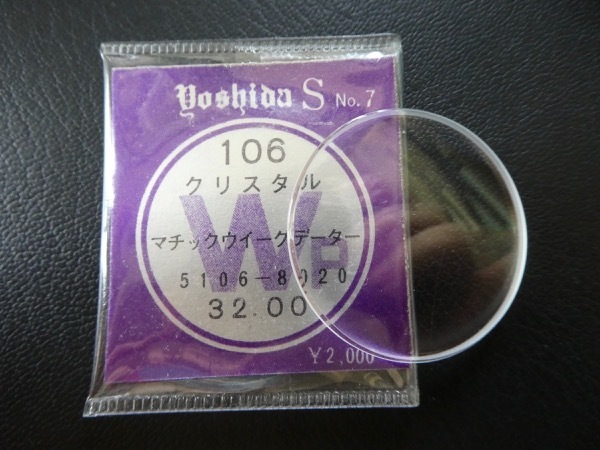 Yoshida S No. 7
106
クリスタル
WP
マチックウイークデーター
5106-8020
32.00
¥2,000